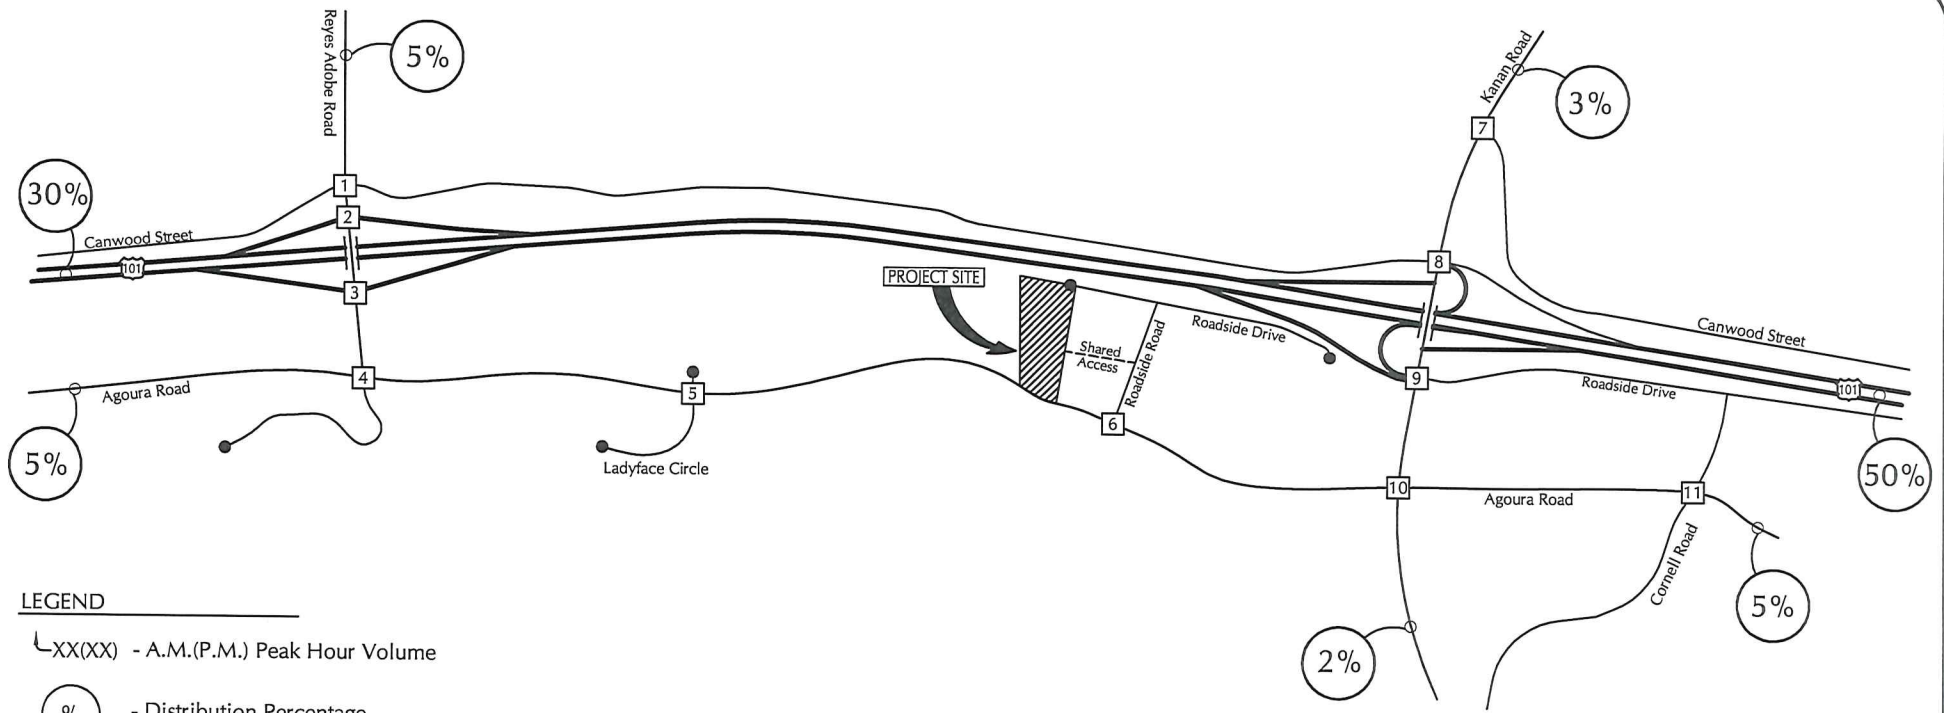 Reyes Adobe Road
5%
Kanan Road
3%
7
30%
1
2
Canwood Street
101
3
PROJECT SITE
8
Roadside Drive
Shared
Access
Roadside Road
Canwood Street
4
Agoura Road
5
9
Roadside Drive
101
6
5%
Ladyface Circle
10
Agoura Road
11
50%
Cornell Road
5%
2%
LEGEND
XX(XX) - A.M.(P.M.) Peak Hour Volume
% - Distribution Percentage